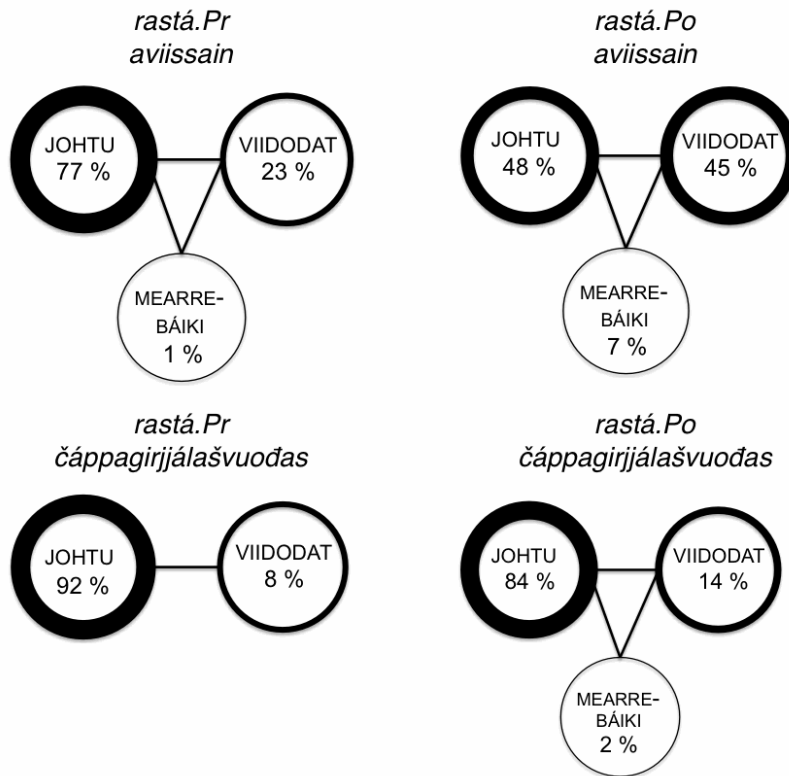 rastá.Pr
aviissain
JOHTU
77 %
VIIDODAT
23 %
MEARRE-
BÁIKI
1 %
rastá.Po
aviissain
JOHTU
48 %
VIIDODAT
45 %
MEARRE-
BÁIKI
7 %
rastá.Pr
čáppagirjjálašvuođas
JOHTU
92 %
VIIDODAT
8 %
rastá.Po
čáppagirjjálašvuođas
JOHTU
84 %
VIIDODAT
14 %
MEARRE-
BÁIKI
2 %